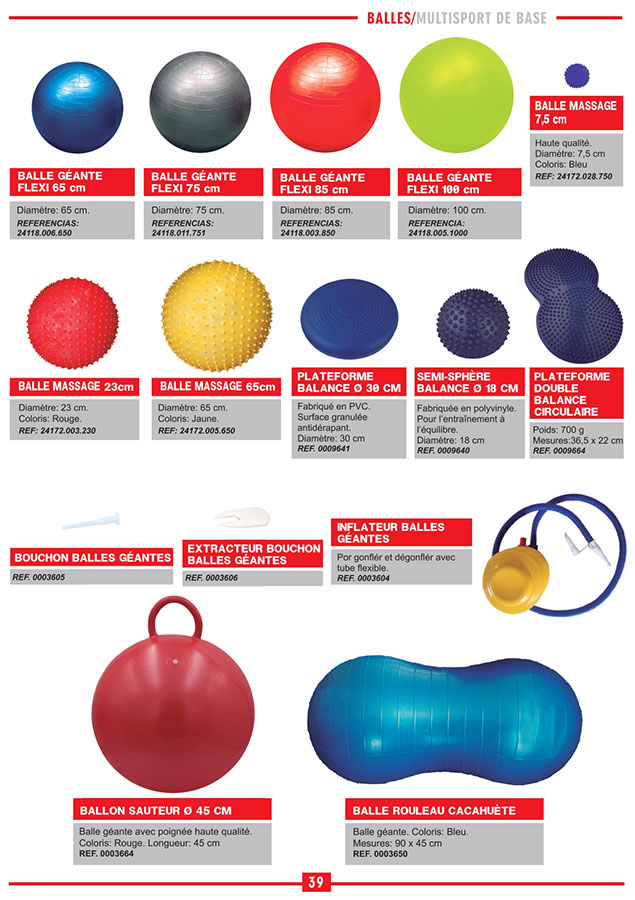 BALLES/MULTISPORT DE BASE
BALLE GÉANTE
FLEXI 65 cm
Diamètre: 65 cm.
REFERENCIAS:
24118.006.650
BALLE GÉANTE
FLEXI 75 cm
Diamètre: 75 cm.
REFERENCIAS:
24118.011.751
BALLE GÉANTE
FLEXI 85 cm
Diamètre: 85 cm.
REFERENCIAS:
24118.003.850
BALLE GÉANTE
FLEXI 100 cm
Diamètre: 100 cm.
REFERENCIA:
24118.005.1000
BALLE MASSAGE
7,5 cm
Haute qualité.
Diamètre: 7,5 cm
Coloris: Bleu
REF: 24172.028.750
BALLE MASSAGE 23cm
Diamètre: 23 cm.
Coloris: Rouge.
REF: 24172.003.230
BALLE MASSAGE 65cm
Diamètre: 65 cm.
Coloris: Jaune.
REF: 24172.005.650
PLATEFORME
BALANCE Ø 30 CM
Fabriqué en PVC.
Surface granulée
antidérapant.
Diamètre: 30 cm
REF. 0009641
SEMI-SPHÈRE
BALANCE Ø 18 CM
Fabriquée en polyvinyle.
Pour l'entraînement à
l'équilibre.
Diamètre: 18 cm
REF. 0009640
PLATEFORME
DOUBLE
BALANCE
CIRCULAIRE
Poids: 700 g
Mesures:36,5 x 22 cm
REF. 0009664
BOUCHON BALLES GÉANTES
REF. 0003605
EXTRACTEUR BOUCHON
BALLES GÉANTES
REF. 0003606
INFLATEUR BALLES
GÉANTES
Por gonflér et dégonflér avec
tube flexible.
REF. 0003604
BALLON SAUTEUR Ø 45 CM
Balle géante avec poignée haute qualité.
Coloris: Rouge. Longueur: 45 cm
REF. 0003664
BALLE ROULEAU CACAHUÈTE
Balle géante. Coloris: Bleu.
Mesures: 90 x 45 cm
REF. 0003650
39